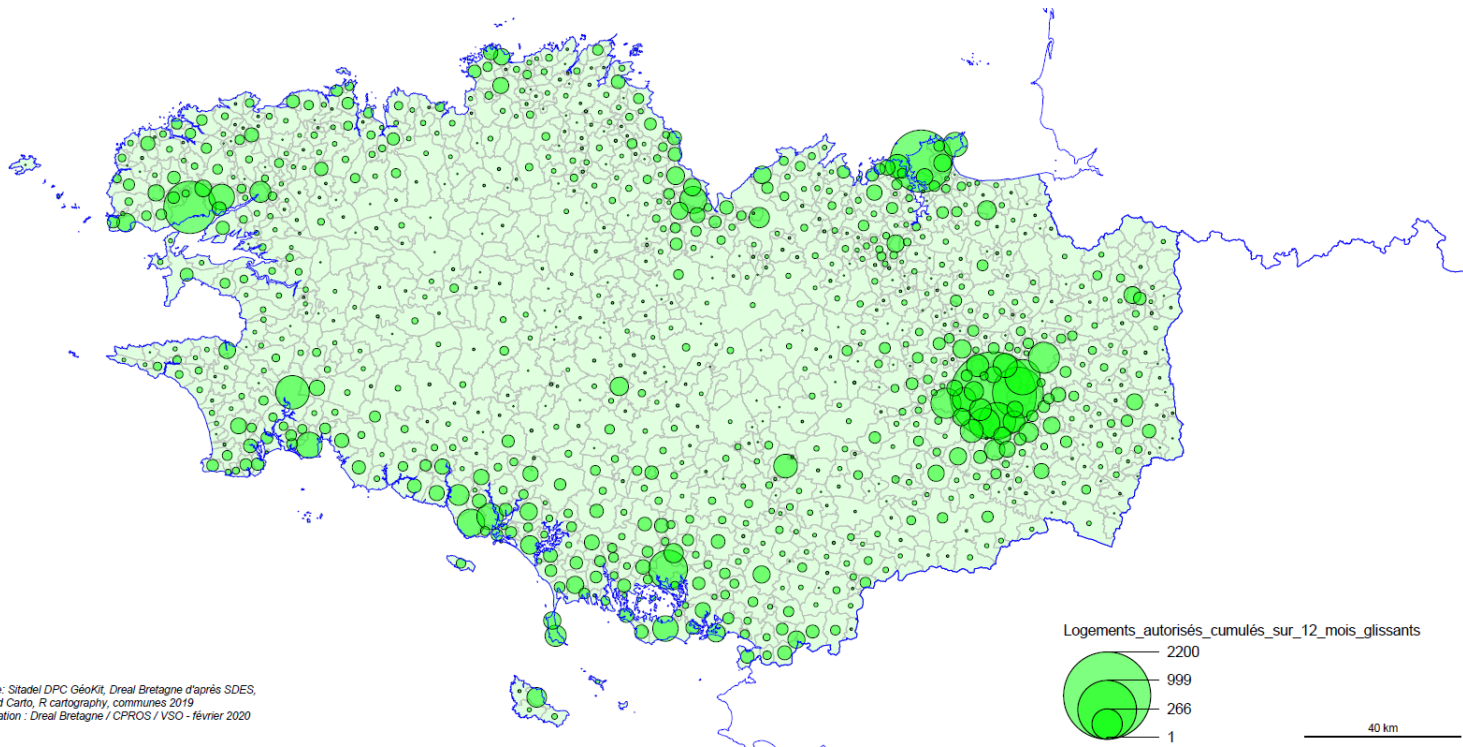 Logements_autorisés_cumulés_sur_12_mois_glissants
2200
999
266
1
40 km
: Sitadel DPC GéoKit, Dreal Bretagne d'après SDES,
d Carto, R cartography, communes 2019
ation : Dreal Bretagne / CPROS / VSO - février 2020